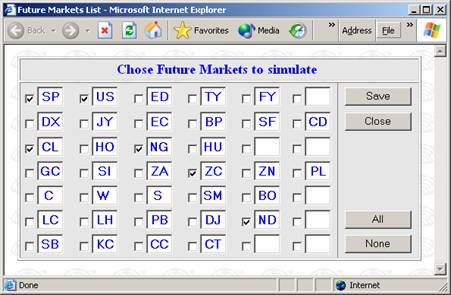 Future Markets List - Microsoft Internet Explorer
Back Favorites Media » Address File »
Chose Future Markets to simulate
SP US ED TY FY Save
DX JY EC BP SF CD Close
CL HO NG HU
GC SI ZA ZC ZN PL
C W S SM BO
LC LH PB DJ ND All
SB KC CC CT None
Done Internet